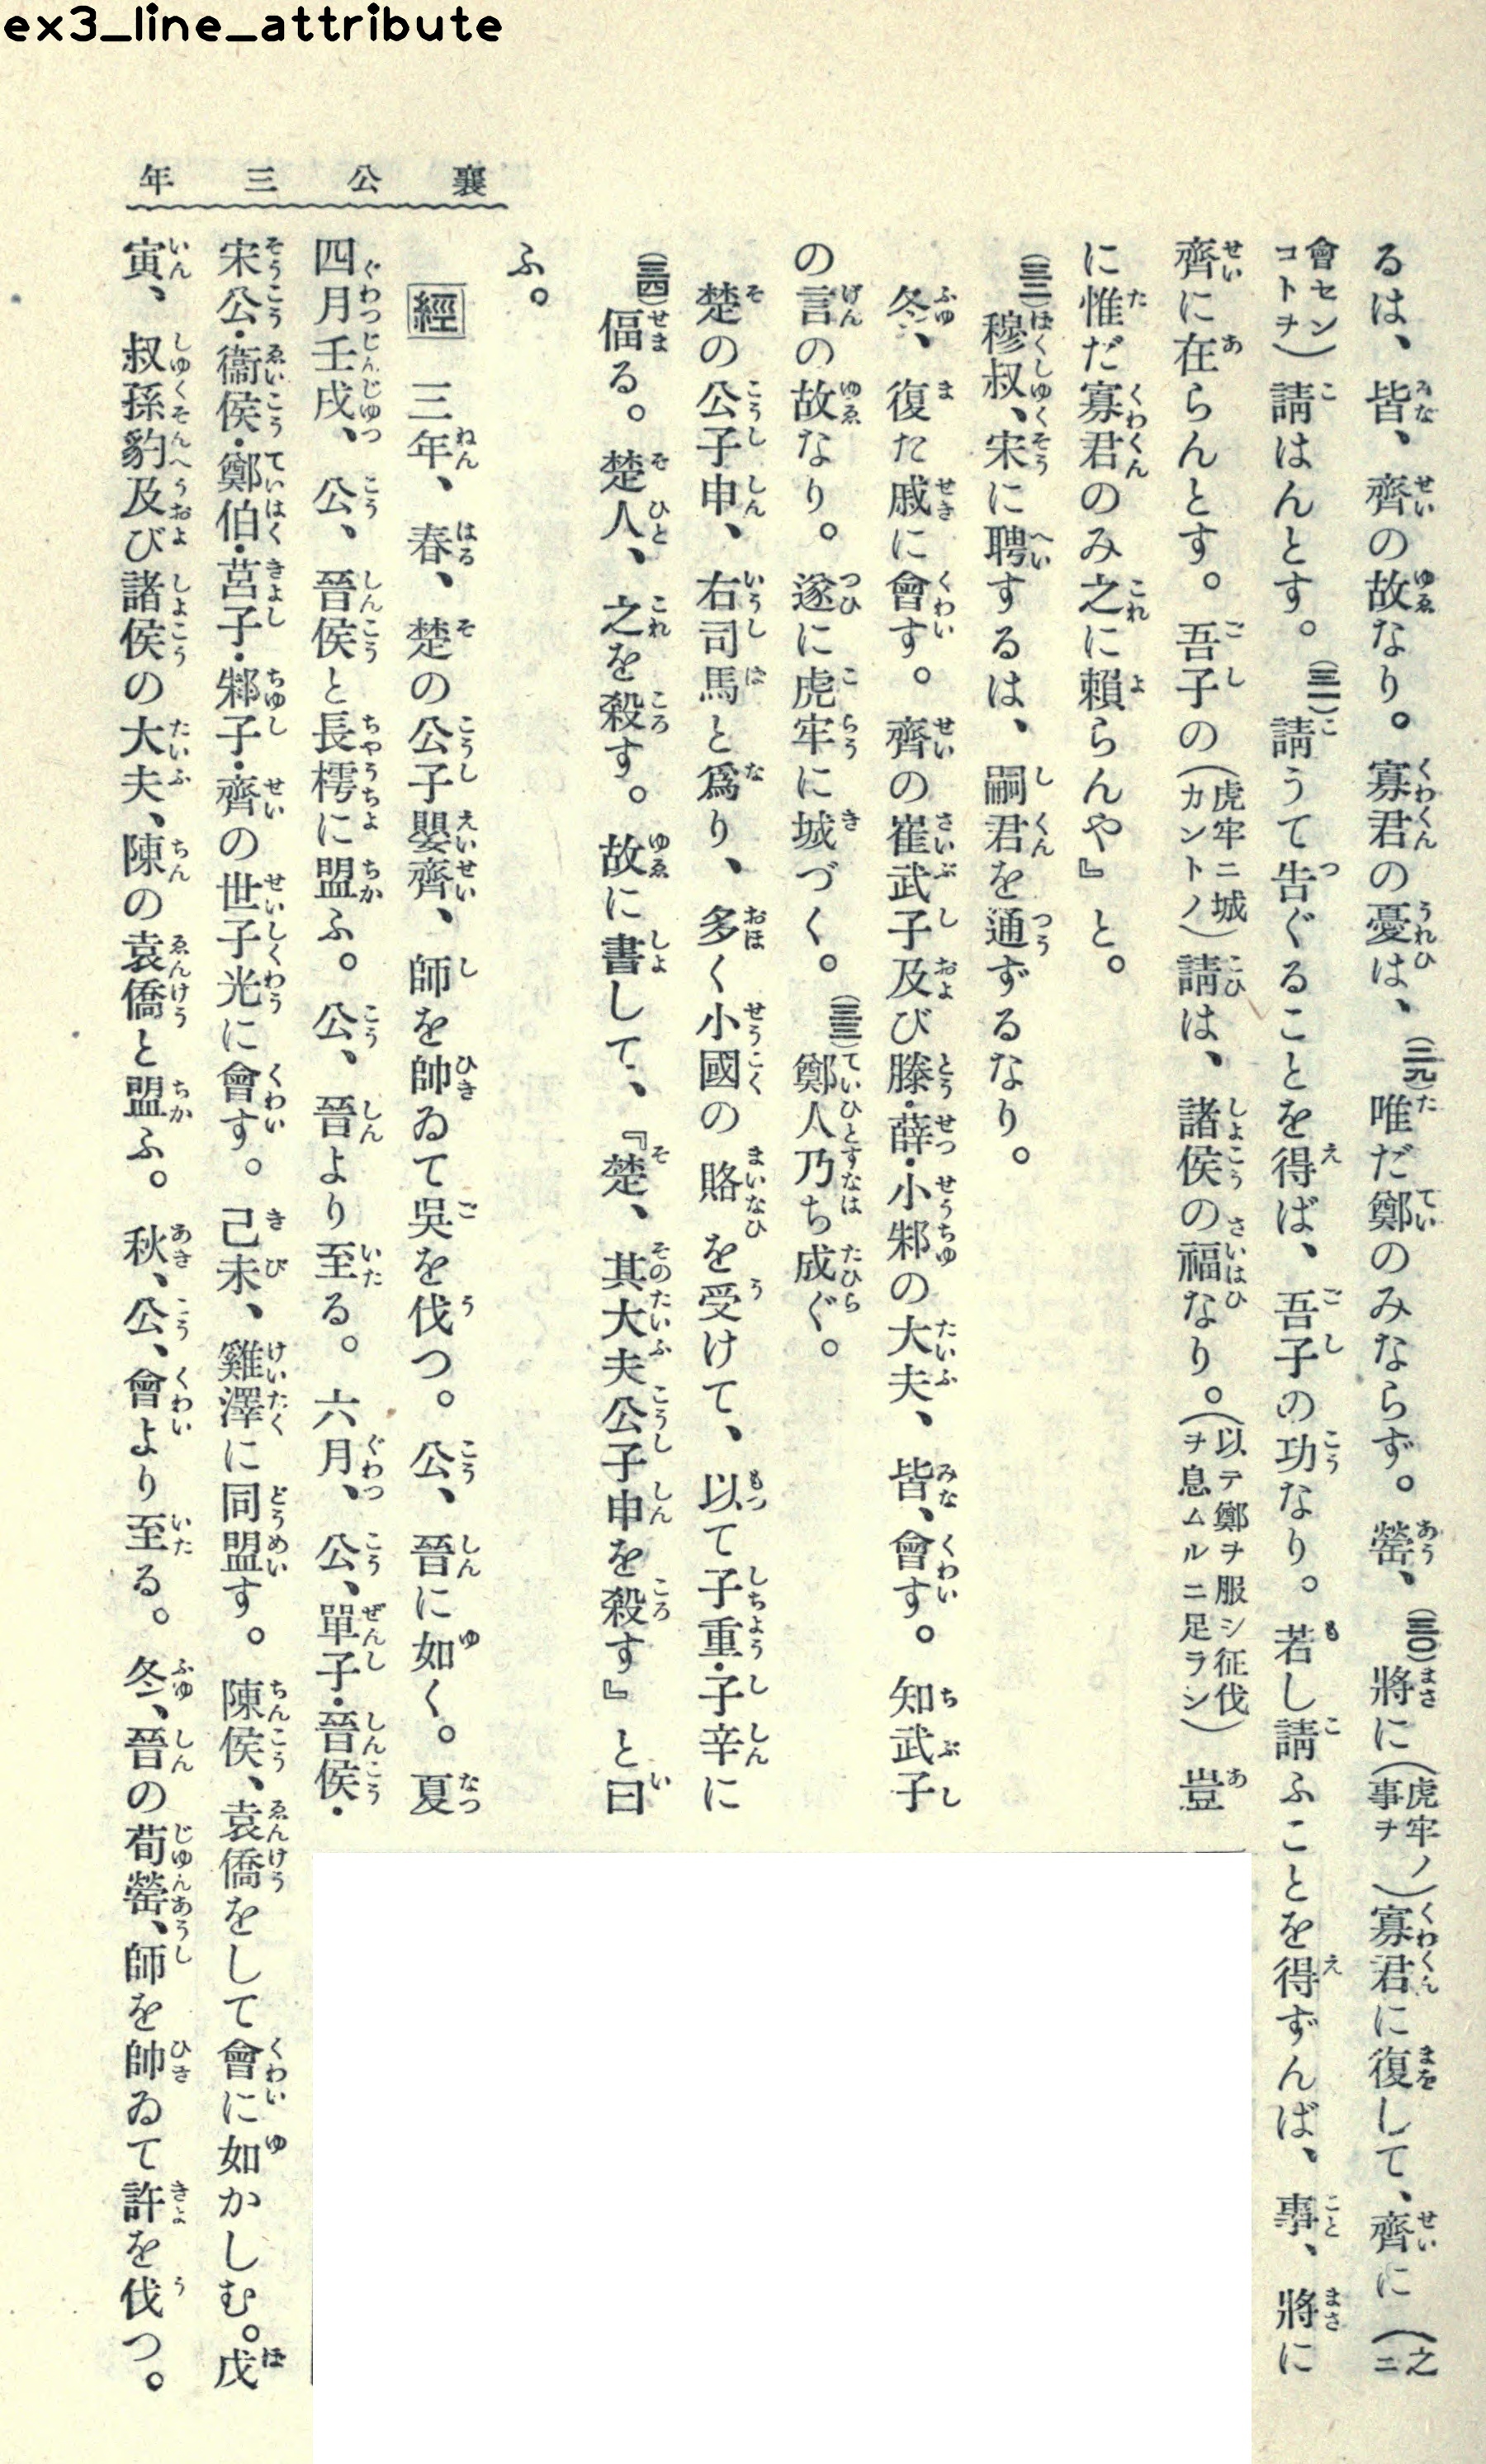 ex3_line_attribute
襄公三年
るは、皆、齊の故なり。寡君の憂は、(二九)唯だ鄭のみならず。罃、(三〇)將に(虎牢ノ事ヲ)寡君に復して、齊に(之ニ
會センコトヲ)請はんとす。(三一)請うて告ぐることを得ば、吾子の功なり。若し請ふことを得ずんば、事、將に
齊に在らんとす。吾子の(虎牢ニ城カントノ)請は、諸侯の福なり。(以テ鄭ヲ服シ征伐ヲ息ムルニ足ラン)豈
に惟だ寡君のみ之に賴らんや』と。
(三二)穆叔、宋に聘するは、嗣君を通ずるなり。
冬、復た戚に會す。齊の崔武子及び滕・薛・小邾の大夫、皆、會す。知武子
の言の故なり。遂に虎牢に城づく。(三三)鄭人乃ち成ぐ。
楚の公子申、右司馬と爲り、多く小國の賂を受けて、以て子重・子辛に
(三四)偪る。楚人、之を殺す。故に書して、『楚、其大夫公子申を殺す』と曰
ふ。
經 三年、春、楚の公子嬰齊、師を帥ゐて吳を伐つ。公、晉に如く。夏
四月壬戌、公、晉侯と長樗に盟ふ。公、晉より至る。六月、公、單子・晉侯・
宋公・衞侯・鄭伯・莒子・邾子・齊の世子光に會す。己未、雞澤に同盟す。陳侯、袁僑をして會に如かしむ。戊
寅、叔孫豹及び諸侯の大夫、陳の袁僑と盟ふ。秋、公、會より至る。冬、晉の荀罃、師を帥ゐて許を伐つ。